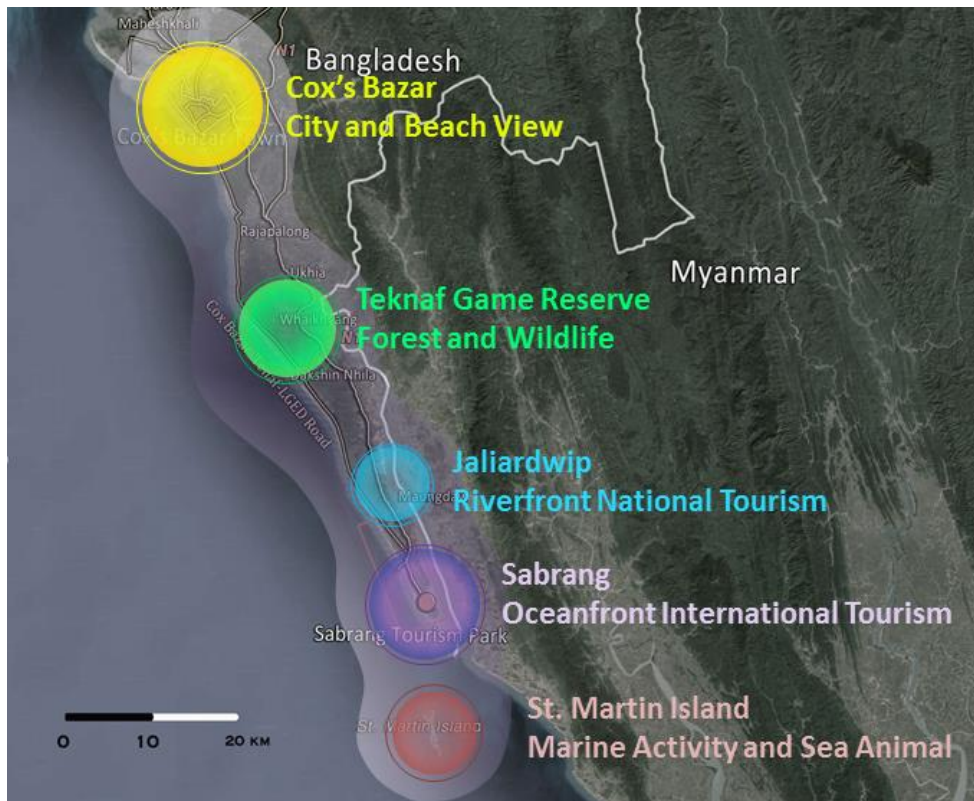 Maheshkhali
N1
Bangladesh
Cox's Bazar
City and Beach View
Cox's Bazar Town
Rajapalong
Ukhia
Myanmar
Teknaf Game Reserve
Forest and Wildlife
Dakshin Nhila
LGED Road
Jaliardwip
Riverfront National Tourism
Sabrang
Oceanfront International Tourism
Sabrang Tourism Park
St. Martin Island
Marine Activity and Sea Animal
St. Martin Island
0 10 20 KM